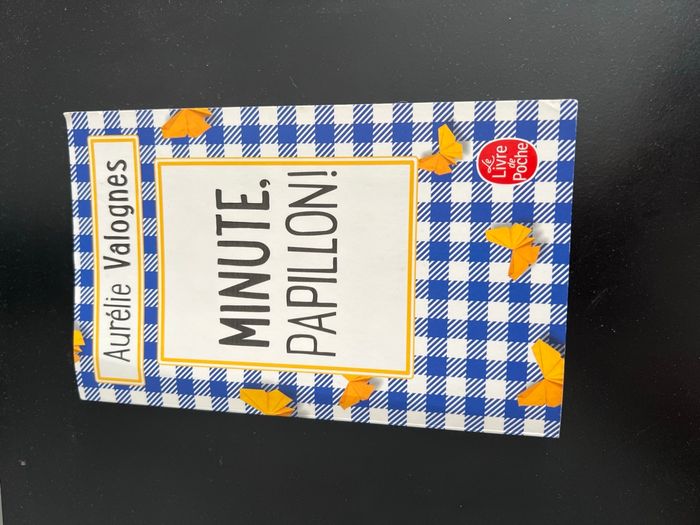 Aurélie Valognes
MINUTE,
PAPILLON!
Le
Livre
de
Poche